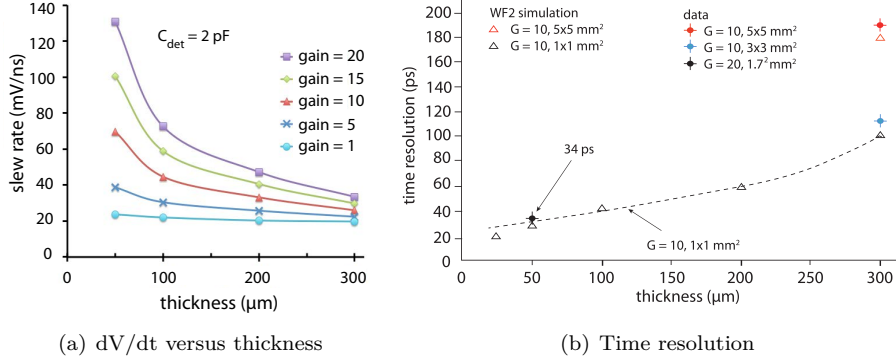 140
120
100
80
60
40
20
0
slew rate (mV/ns)
C_det = 2 pF
gain = 20
gain = 15
gain = 10
gain = 5
gain = 1
0 100 200 300
thickness (µm)
(a) dV/dt versus thickness
200
180
160
140
120
100
80
60
40
20
0
time resolution (ps)
WF2 simulation
G = 10, 5x5 mm²
G = 10, 1x1 mm²
data
G = 10, 5x5 mm²
G = 10, 3x3 mm²
G = 20, 1.7² mm²
34 ps
G = 10, 1x1 mm²
0 50 100 150 200 250 300
thickness (µm)
(b) Time resolution